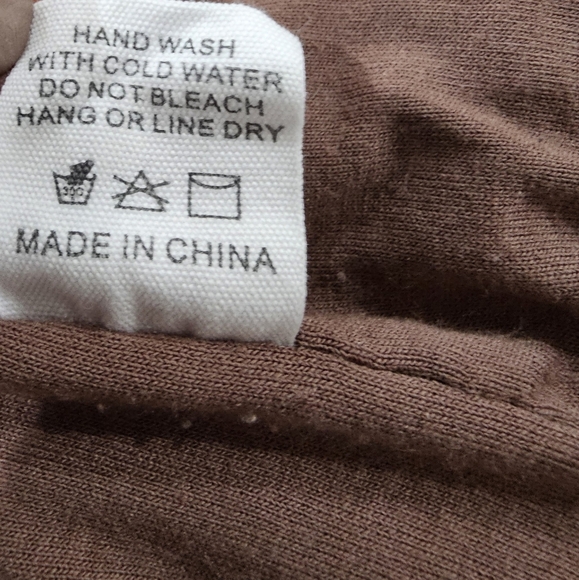 HAND WASH
WITH COLD WATER
DO NOT BLEACH
HANG OR LINE DRY
MADE IN CHINA